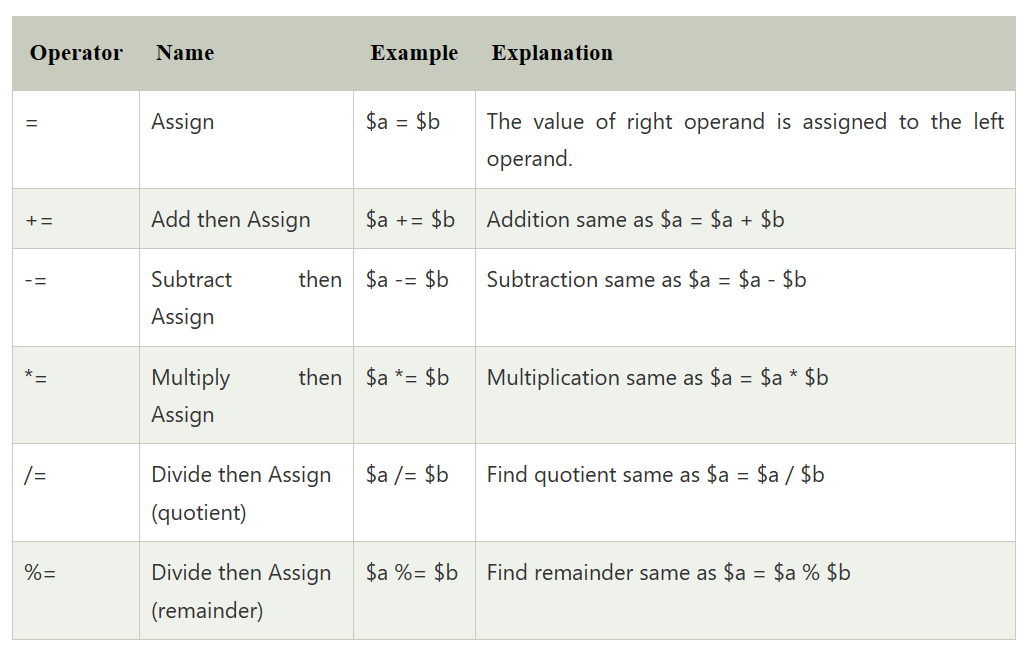 Operator Name Example Explanation
= Assign $a = $b The value of right operand is assigned to the left
operand.
+= Add then Assign $a += $b Addition same as $a = $a + $b
-= Subtract then $a -= $b Subtraction same as $a = $a - $b
Assign
*= Multiply then $a *= $b Multiplication same as $a = $a * $b
Assign
/= Divide then Assign $a /= $b Find quotient same as $a = $a / $b
(quotient)
%= Divide then Assign $a %= $b Find remainder same as $a = $a % $b
(remainder)